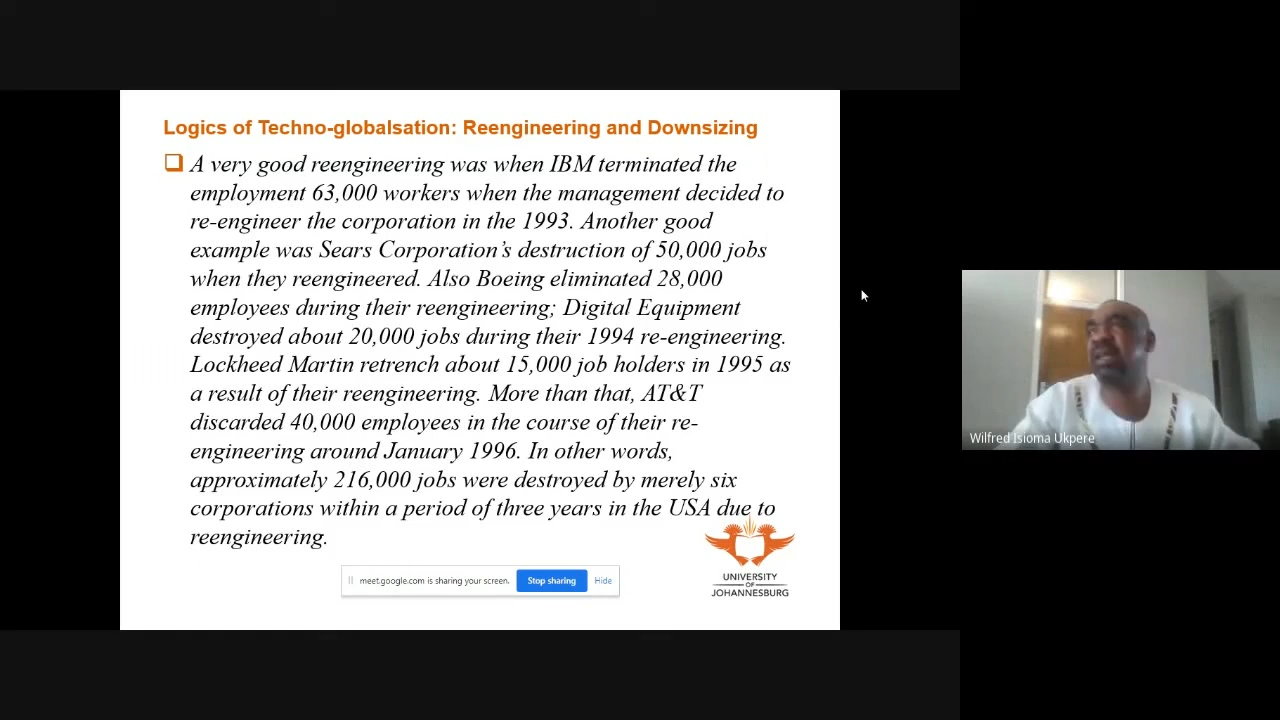 Logics of Techno-globalsation: Reengineering and Downsizing
A very good reengineering was when IBM terminated the
employment 63,000 workers when the management decided to
re-engineer the corporation in the 1993. Another good
example was Sears Corporation's destruction of 50,000 jobs
when they reengineered. Also Boeing eliminated 28,000
employees during their reengineering; Digital Equipment
destroyed about 20,000 jobs during their 1994 re-engineering.
Lockheed Martin retrench about 15,000 job holders in 1995 as
a result of their reengineering. More than that, AT&T
discarded 40,000 employees in the course of their re-
engineering around January 1996. In other words,
approximately 216,000 jobs were destroyed by merely six
corporations within a period of three years in the USA due to
reengineering.
meet.google.com is sharing your screen.
Stop sharing
Hide
UNIVERSITY
OF
JOHANNESBURG
Wilfred Isioma Ukpere